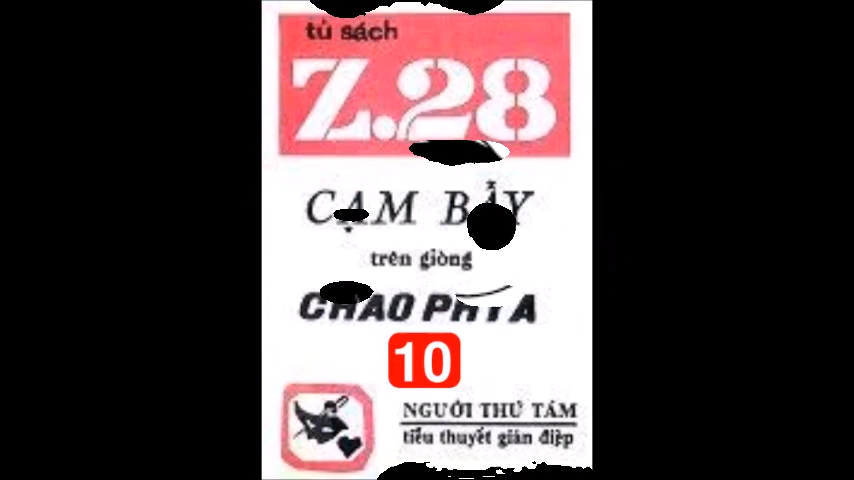 tủ sách
Z.28
CẠM BẪY
trên giòng
CHAO PHYA
10
NGƯỜI THỨ TÁM
tiểu thuyết gián điệp